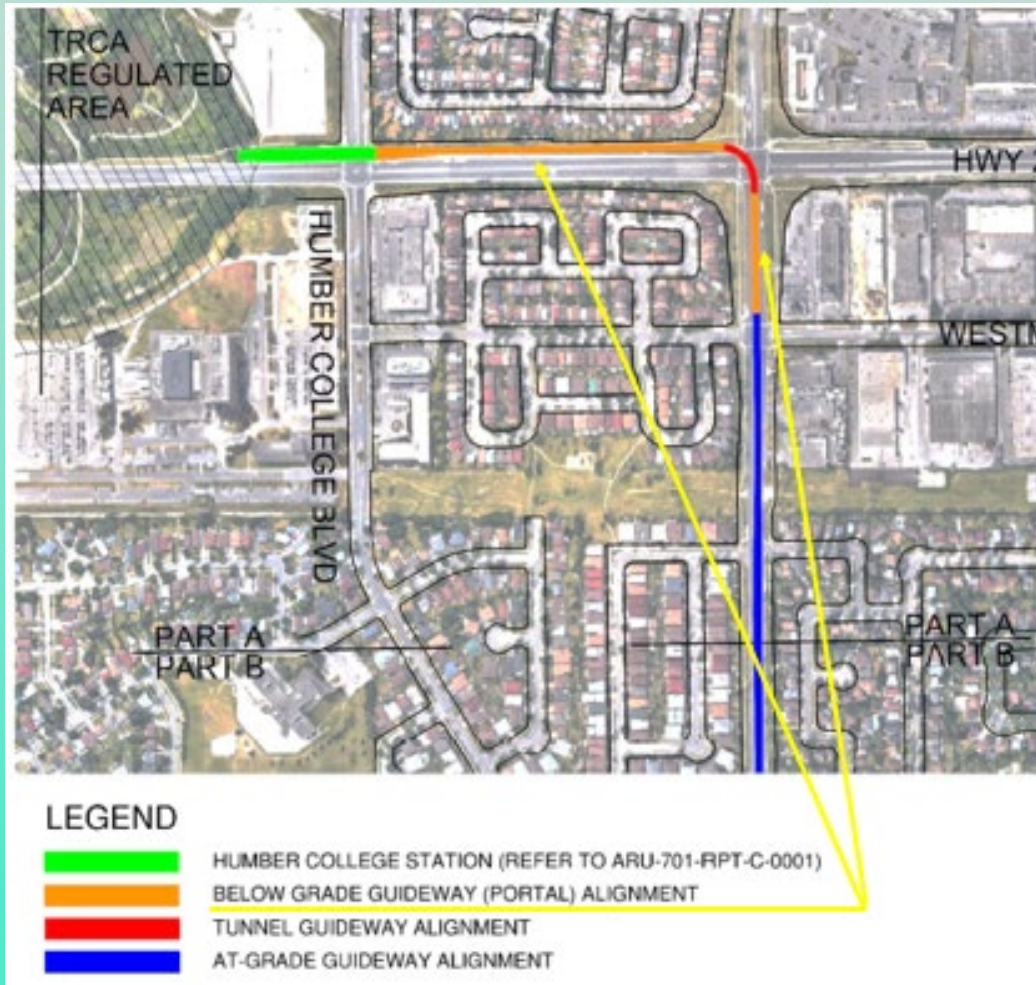 TRCA
REGULATED
AREA
HWY
HUMBER COLLEGE BLVD
PART A
PART B
PART A
PART B
LEGEND
HUMBER COLLEGE STATION (REFER TO ARU-701-RPT-C-0001)
BELOW GRADE GUIDEWAY (PORTAL) ALIGNMENT
TUNNEL GUIDEWAY ALIGNMENT
AT-GRADE GUIDEWAY ALIGNMENT